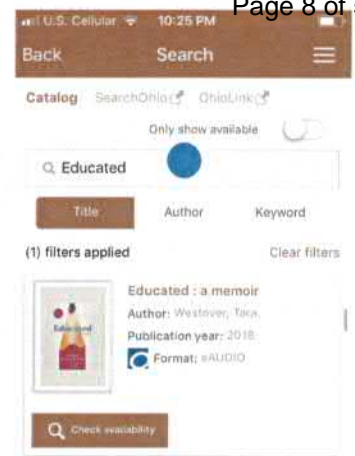 Page 8 of
U.S. Cellular 10:25 PM
Back Search
Catalog SearchOhio OhioLink
Only show available
Educated
Title Author Keyword
(1) filters applied Clear filters
Educated : a memoir
Author: Westover, Tara.
Publication year: 2018-
Format: eAUDIO
Educated
Check availability